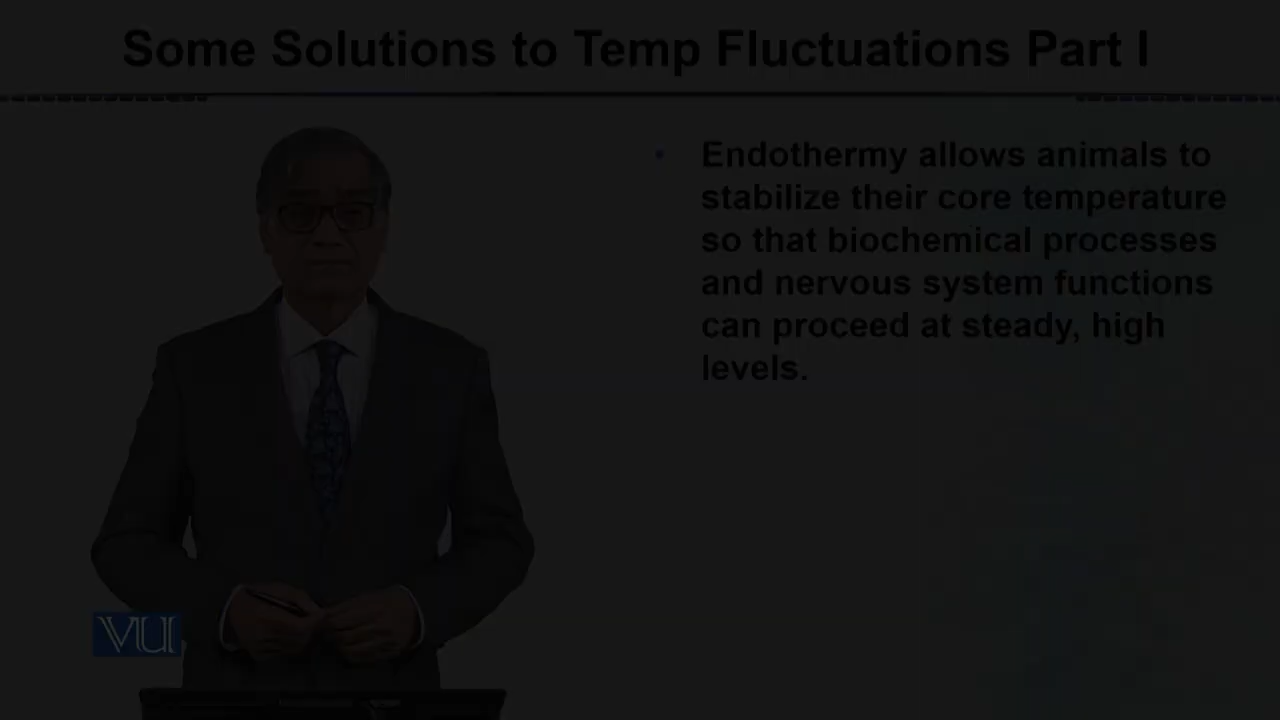 Some Solutions to Temp Fluctuations Part I
• Endothermy allows animals to
stabilize their core temperature
so that biochemical processes
and nervous system functions
can proceed at steady, high
levels.
VU